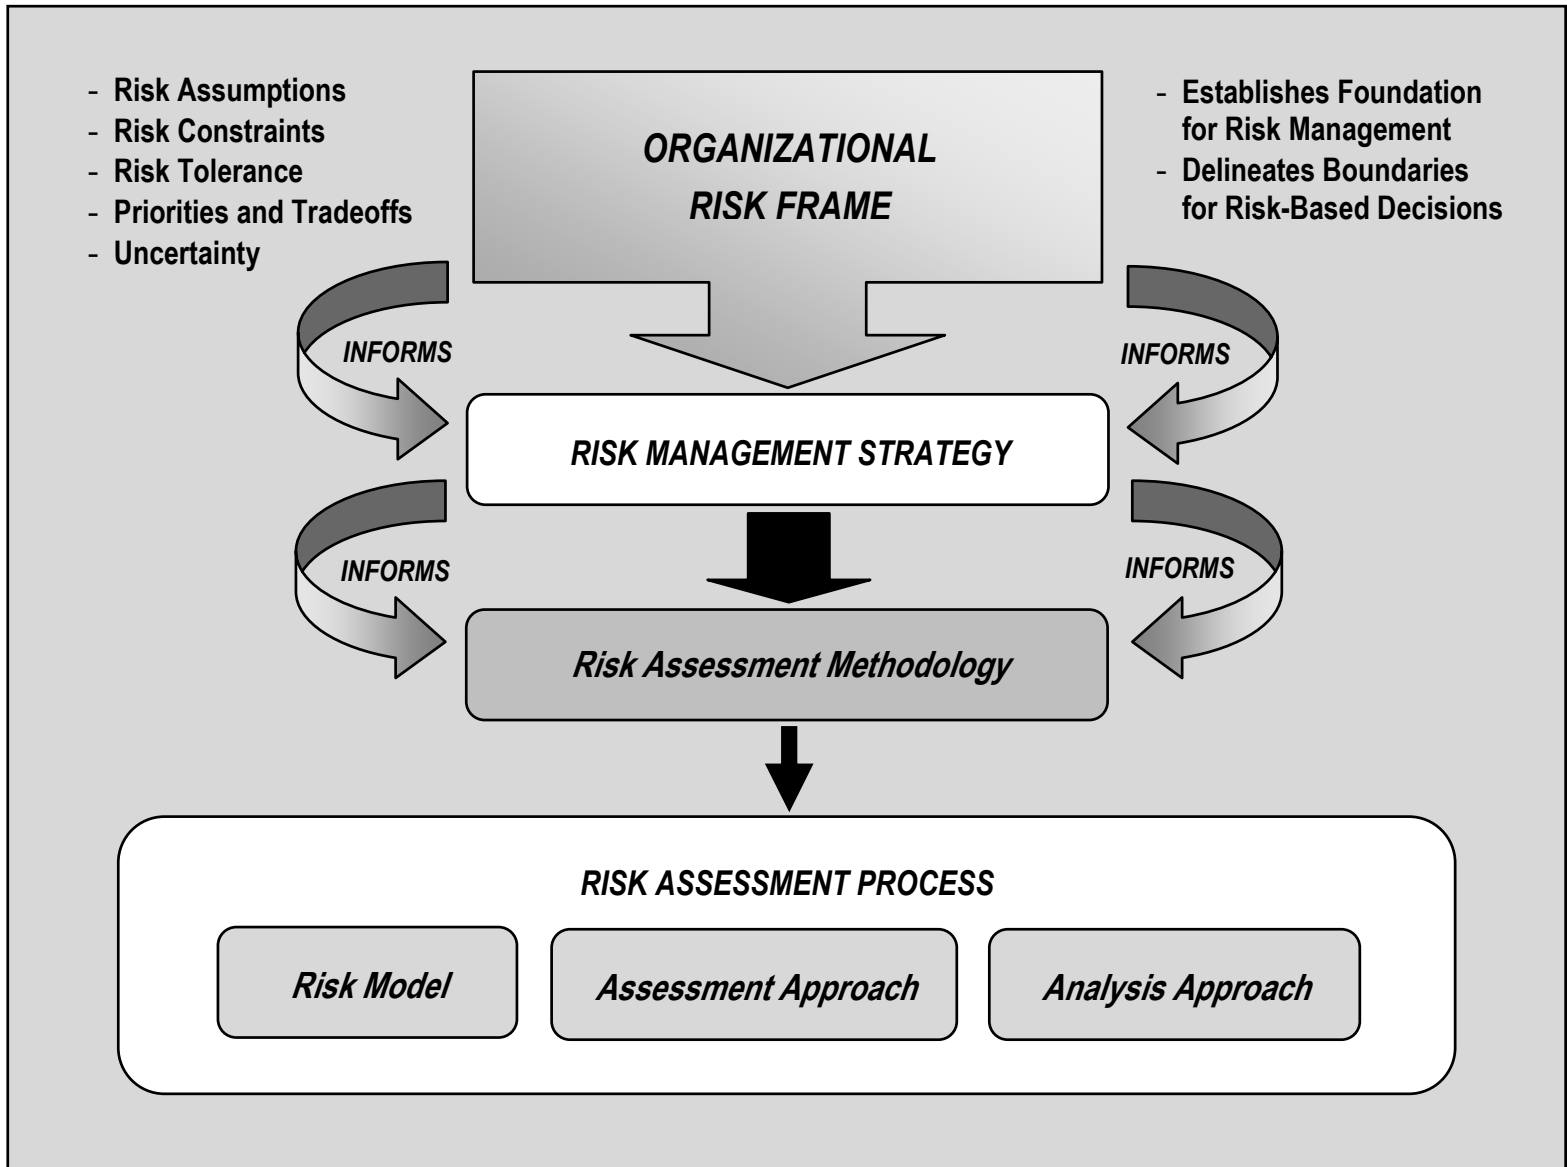 - Risk Assumptions
- Risk Constraints
- Risk Tolerance
- Priorities and Tradeoffs
- Uncertainty
ORGANIZATIONAL
RISK FRAME
- Establishes Foundation
for Risk Management
- Delineates Boundaries
for Risk-Based Decisions
INFORMS
INFORMS
RISK MANAGEMENT STRATEGY
INFORMS
INFORMS
Risk Assessment Methodology
RISK ASSESSMENT PROCESS
Risk Model
Assessment Approach
Analysis Approach